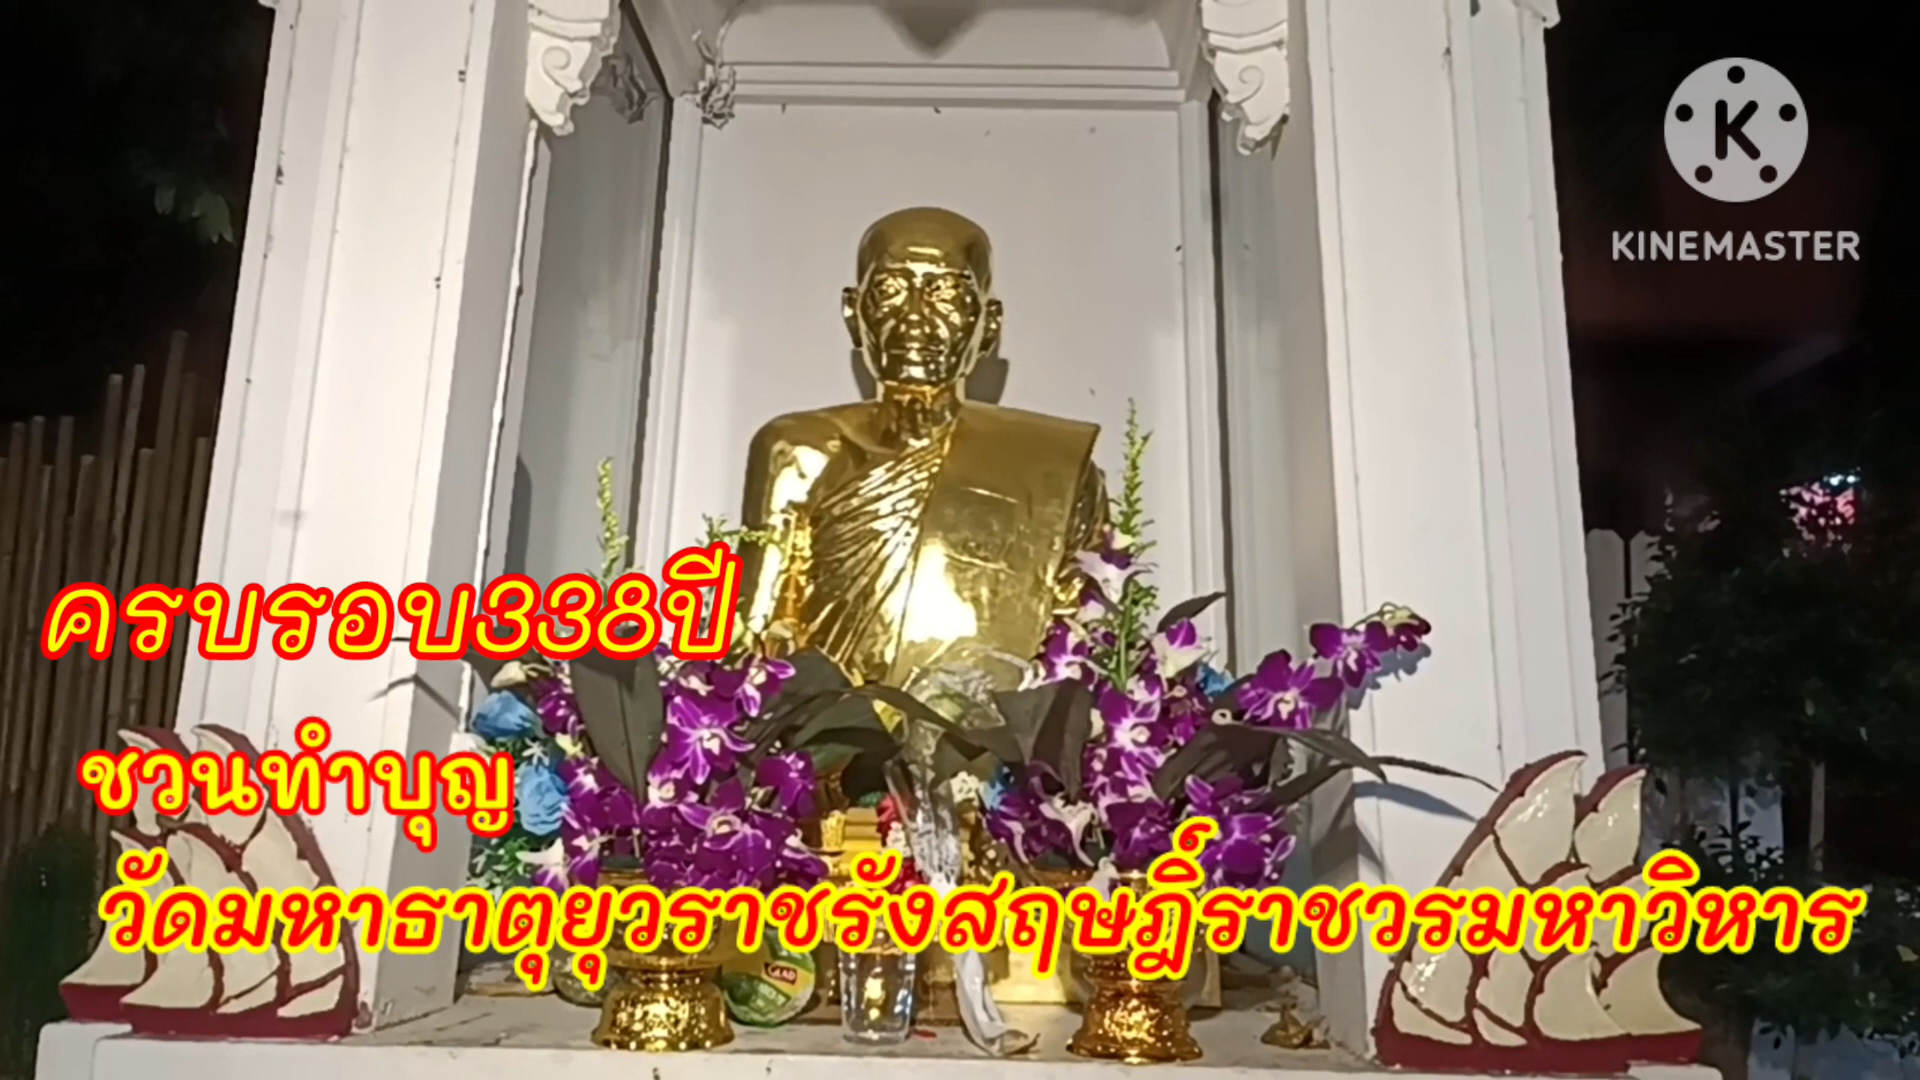 KINEMASTER
ครบรอบ338ปี
ชวนทำบุญ
วัดมหาธาตุยุวราชรังสฤษฎิ์ราชวรมหาวิหาร
GLAD